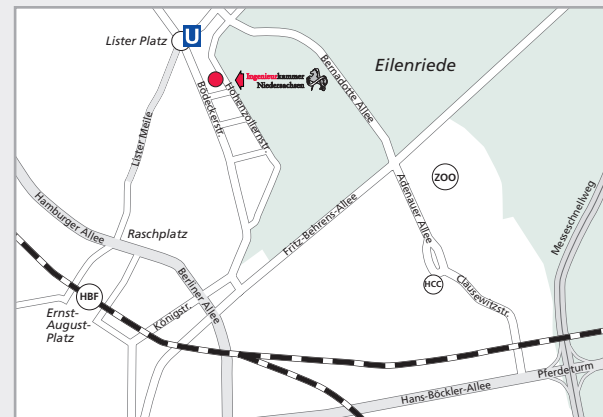 Lister Platz
U
Ingenieurkammer
Niedersachsen
Eilenriede
Bernadotte Allee
Hohenzollernstr.
Bödeckerstr.
Lister Meile
ZOO
Messeschnellweg
Adenauer Allee
Fritz-Behrens-Allee
Hamburger Allee
Raschplatz
HCC
Clausewitzstr.
Berliner Allee
HBF
Ernst-
August-
Platz
Königstr.
Pferdeturm
Hans-Böckler-Allee